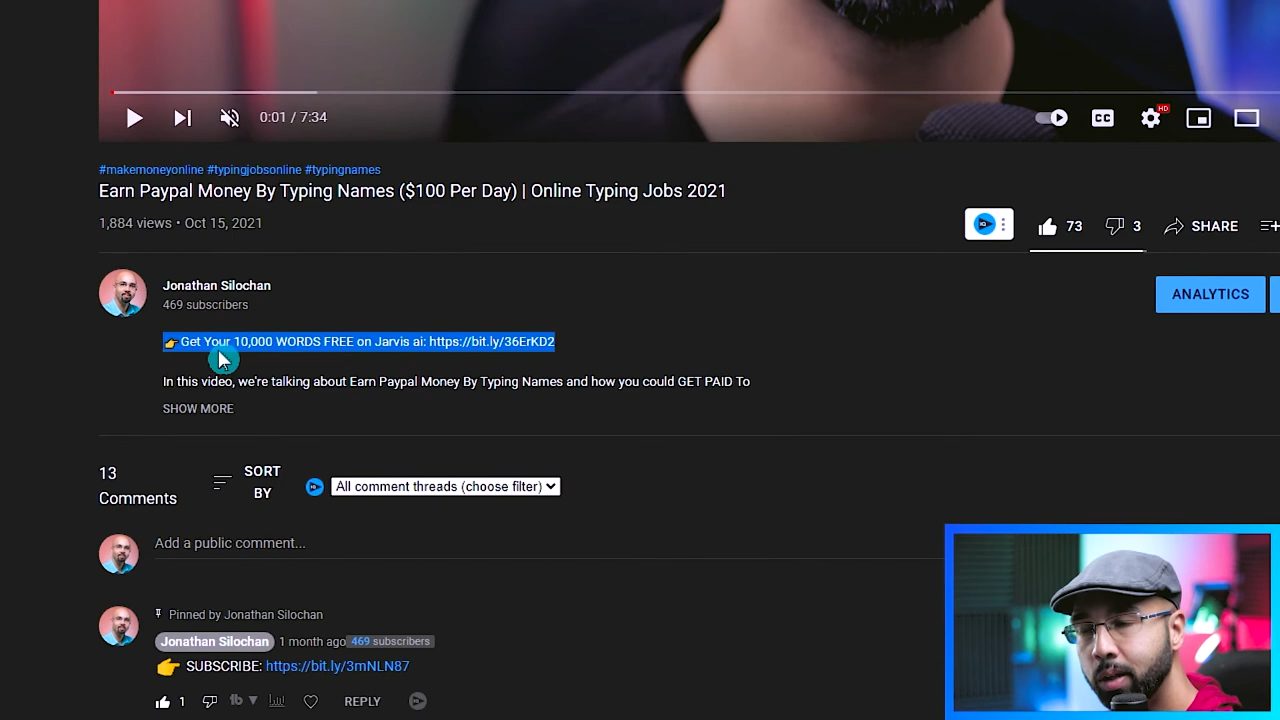 0:01 / 7:34
CC
HD
#makemoneyonline #typingjobsonline #typingnames
Earn Paypal Money By Typing Names ($100 Per Day) | Online Typing Jobs 2021
1,884 views • Oct 15, 2021
73
3
SHARE
Jonathan Silochan
469 subscribers
ANALYTICS
👉Get Your 10,000 WORDS FREE on Jarvis ai: https://bit.ly/36ErKD2
In this video, we're talking about Earn Paypal Money By Typing Names and how you could GET PAID To
SHOW MORE
13
Comments
SORT
BY
All comment threads (choose filter)
Add a public comment...
Pinned by Jonathan Silochan
Jonathan Silochan 1 month ago 469 subscribers
👉 SUBSCRIBE: https://bit.ly/3mNLN87
1
REPLY